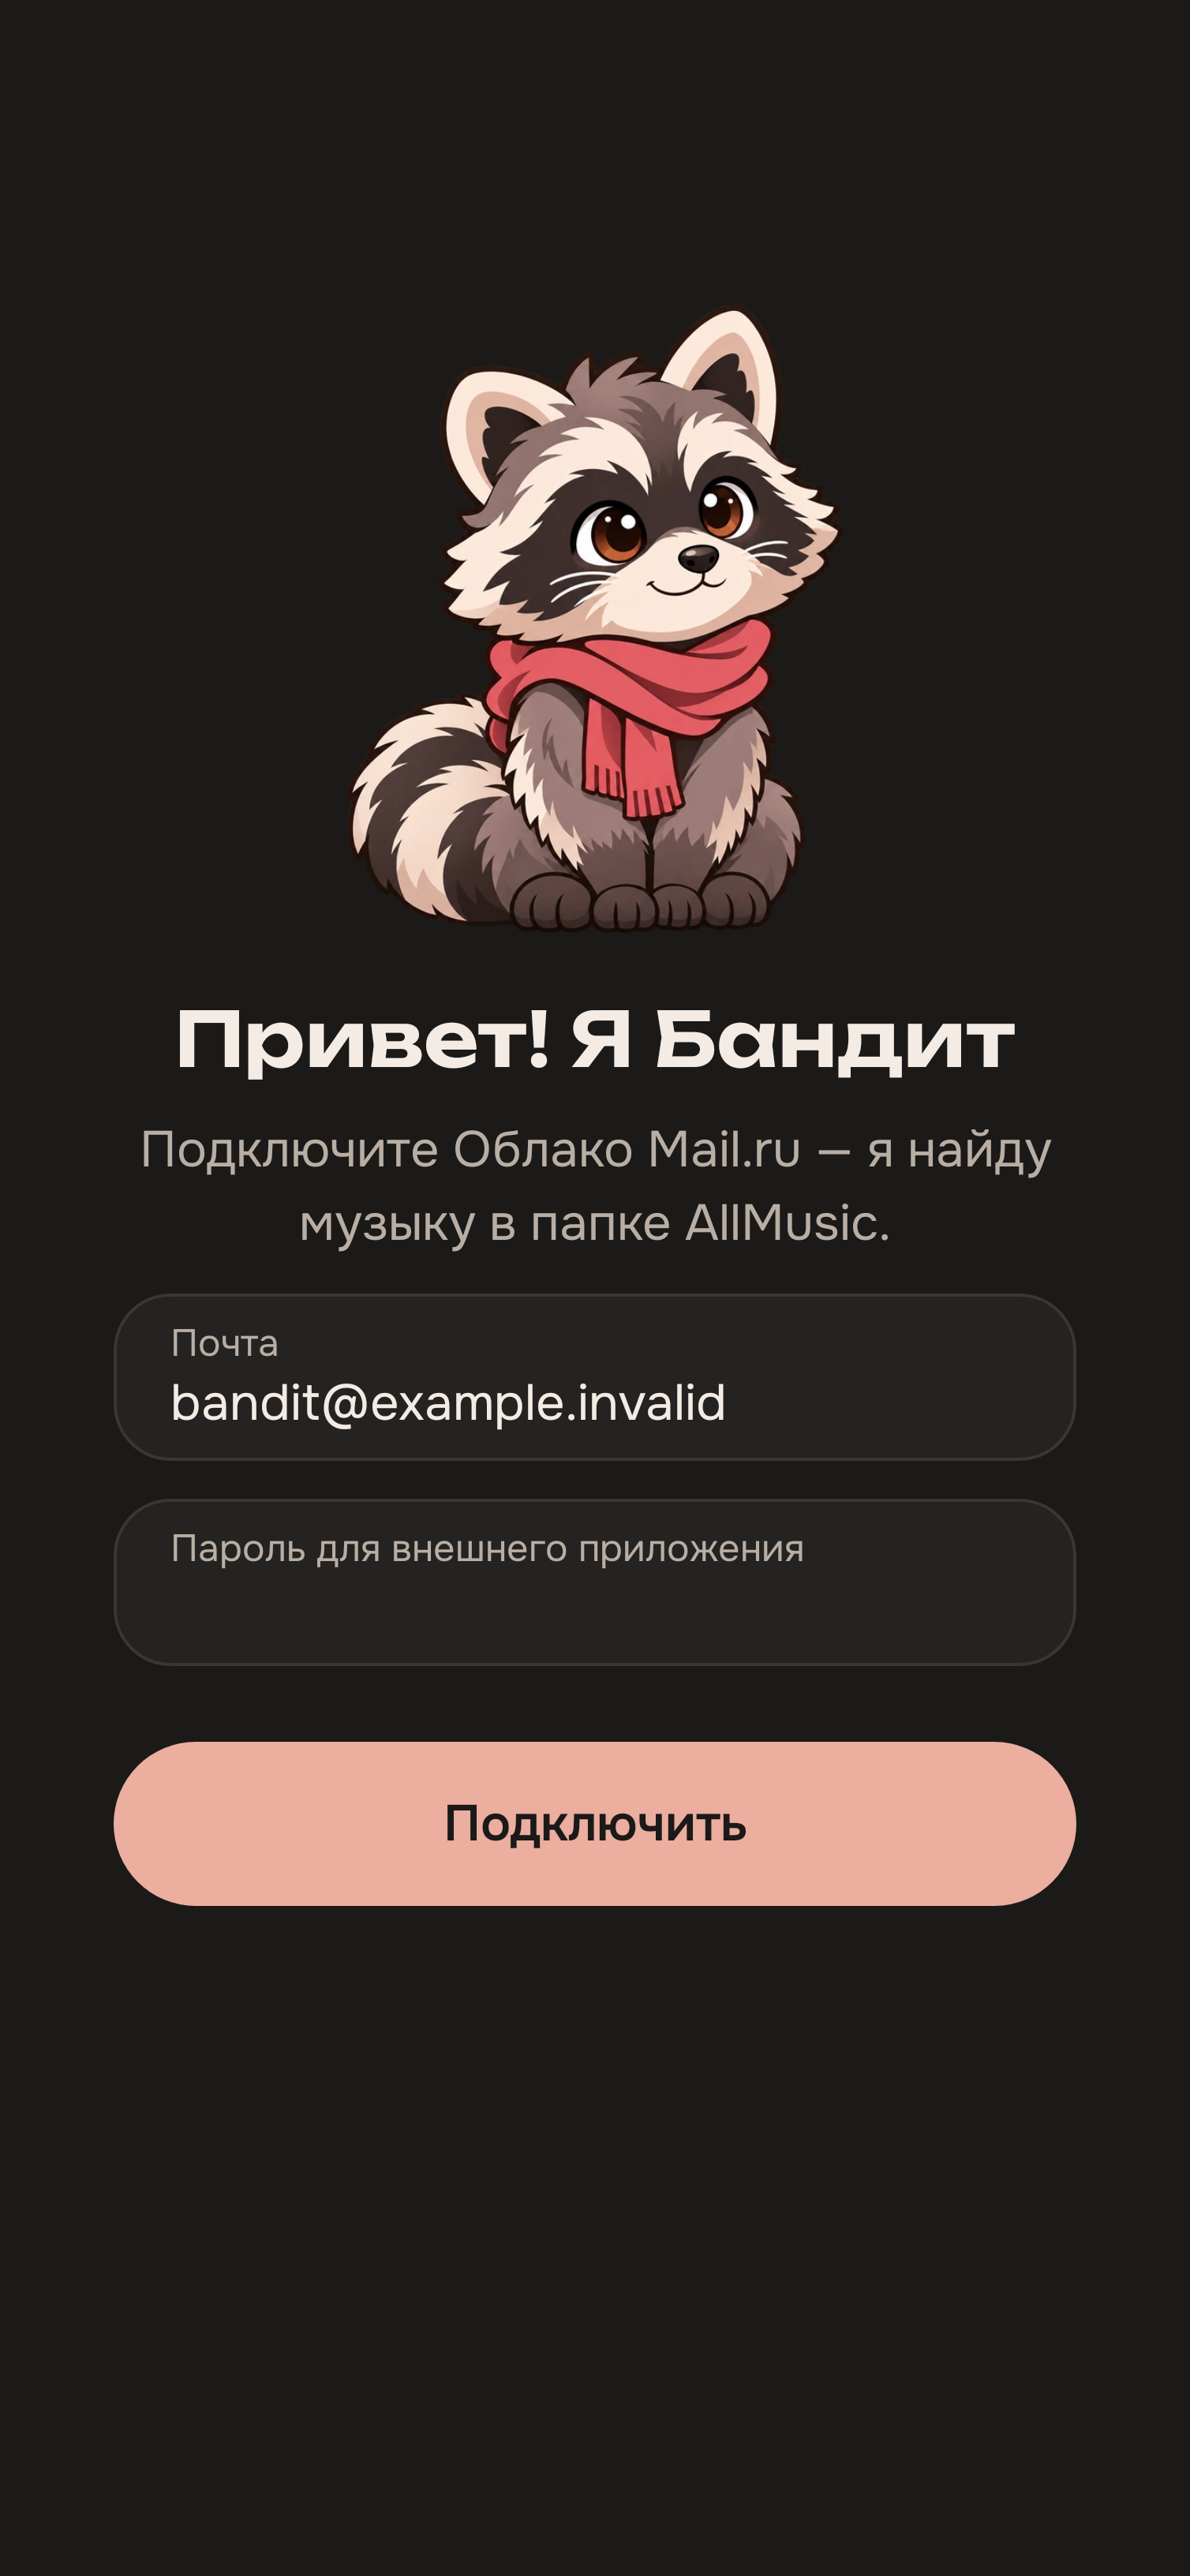 Привет! Я Бандит
Подключите Облако Mail.ru — я найду
музыку в папке AllMusic.
Почта
bandit@example.invalid
Пароль для внешнего приложения
Подключить